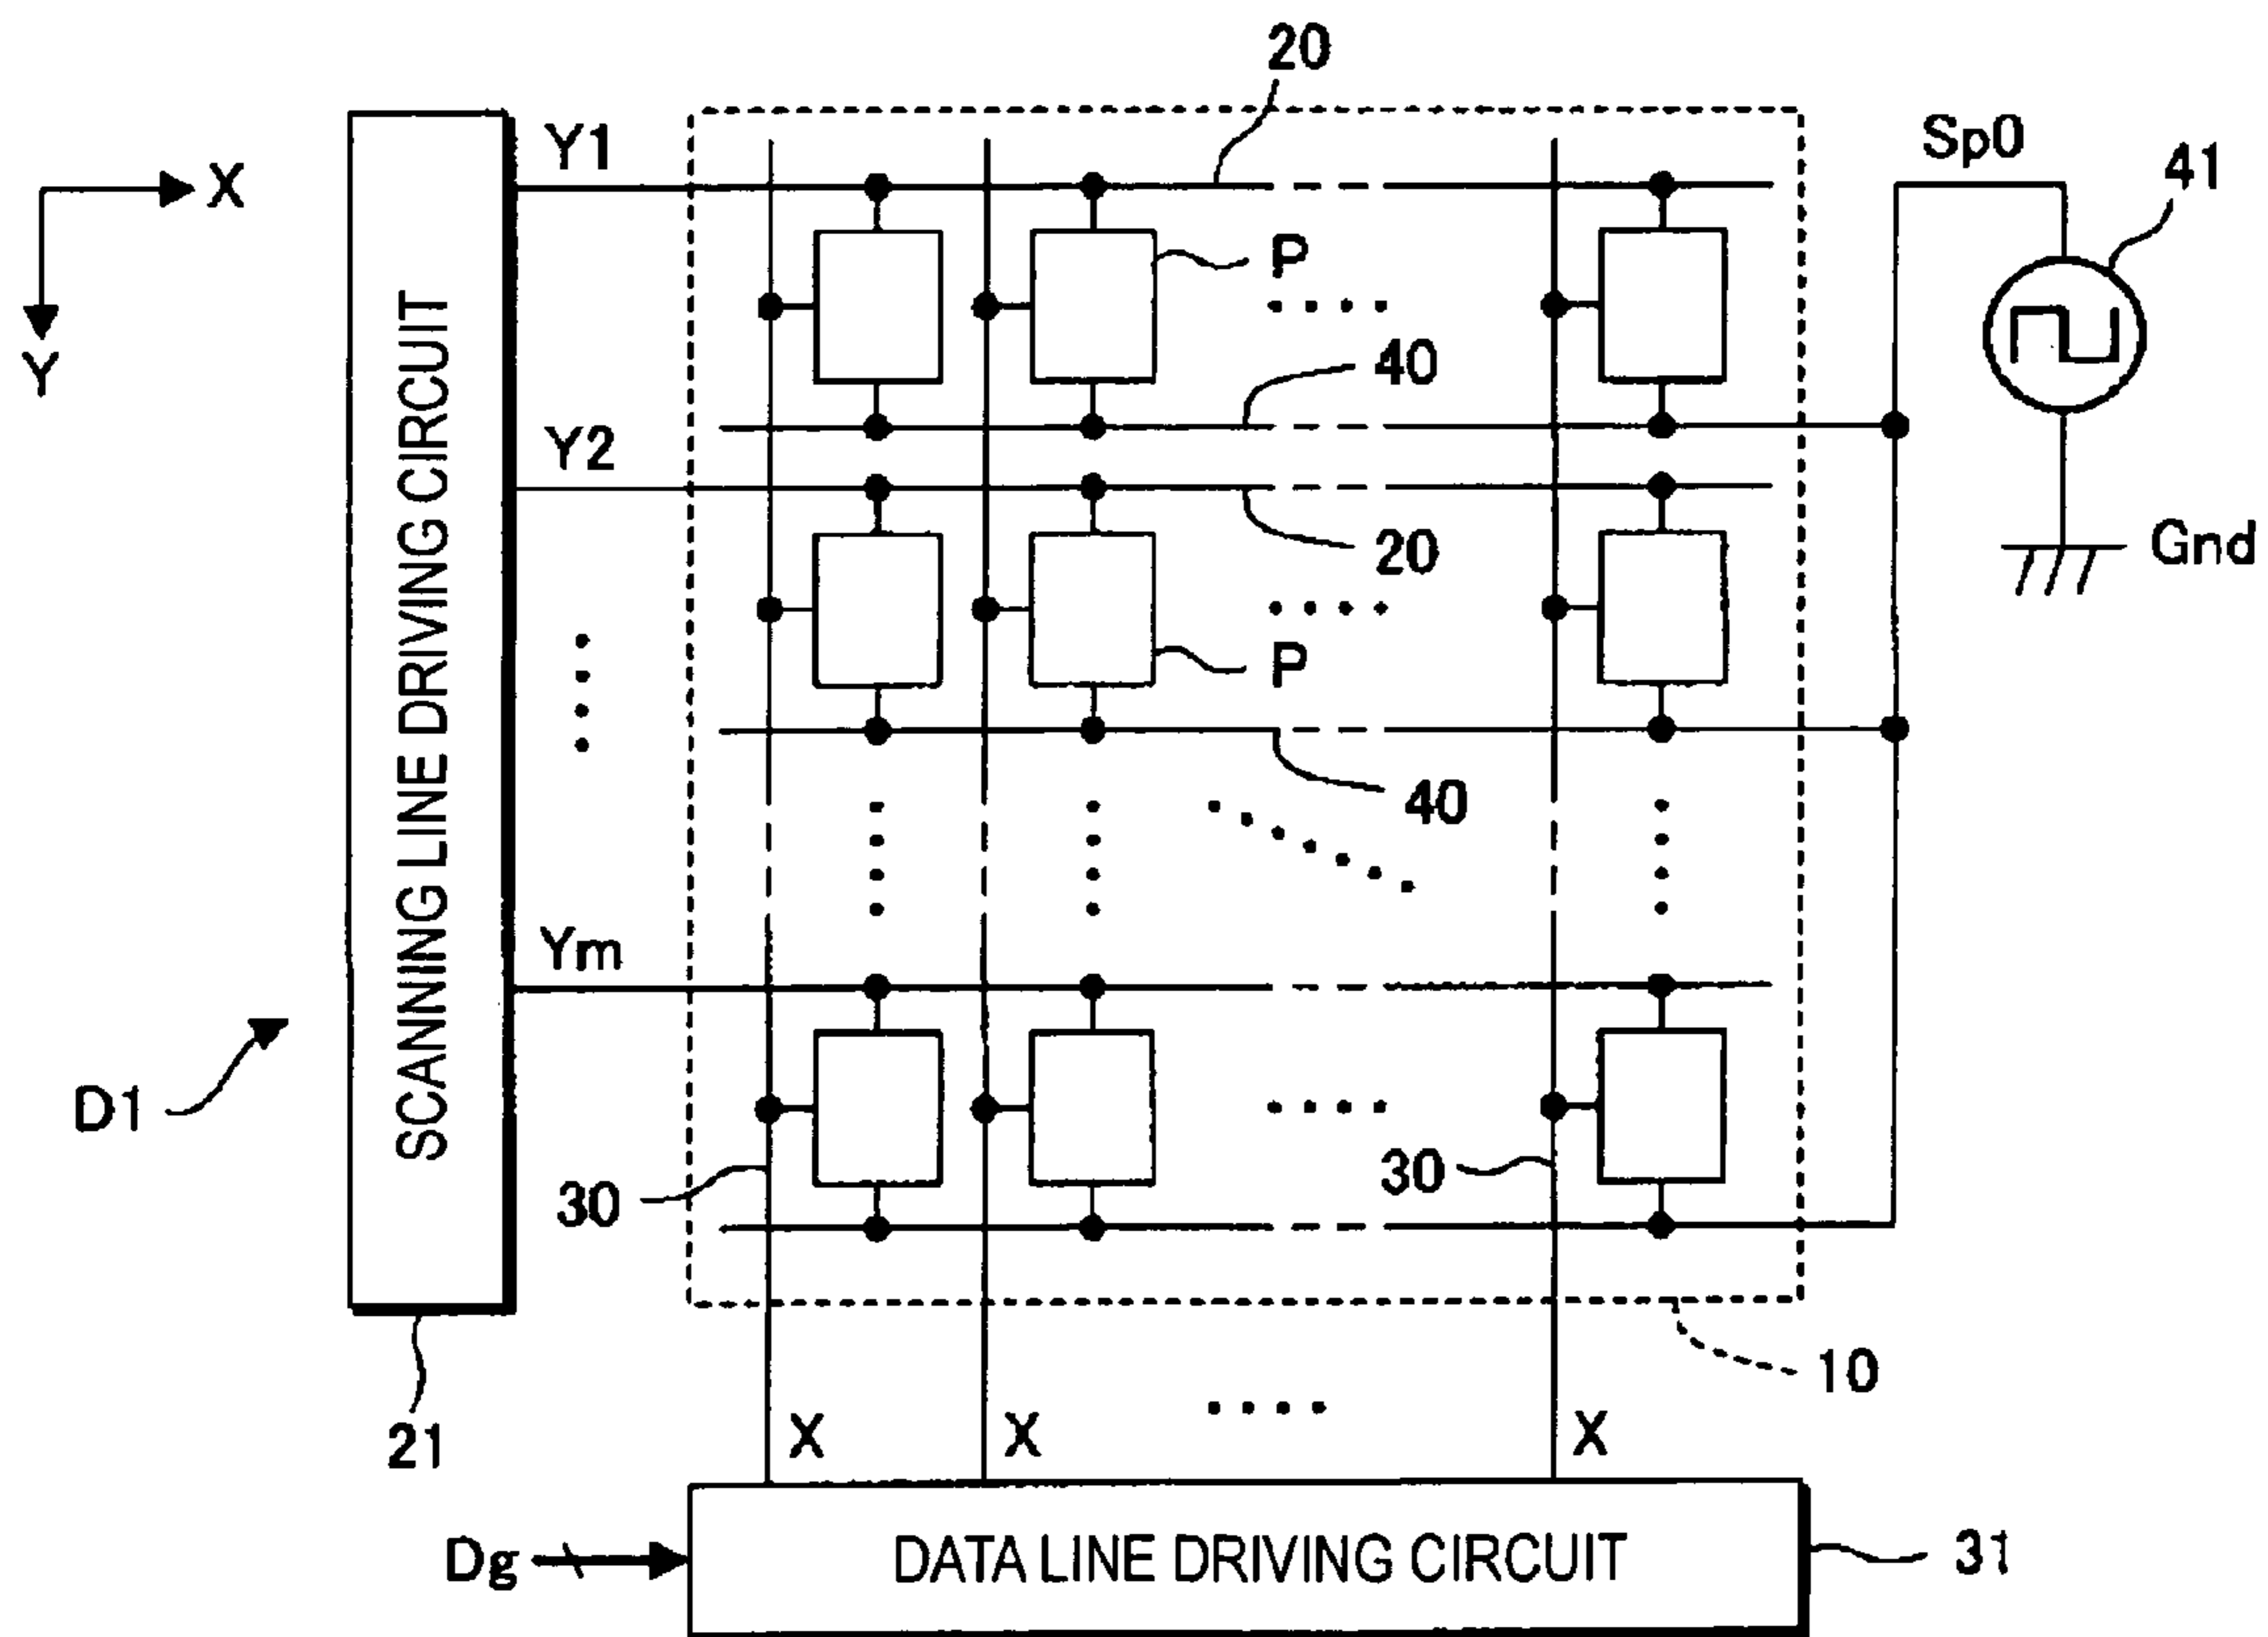 20
Y1
Sp0
41
X
P
SCANNING LINE DRIVING CIRCUIT
40
Y
Y2
20
Gnd
P
40
Ym
D1
30
30
10
21
X
X
X
Dg
DATA LINE DRIVING CIRCUIT
31